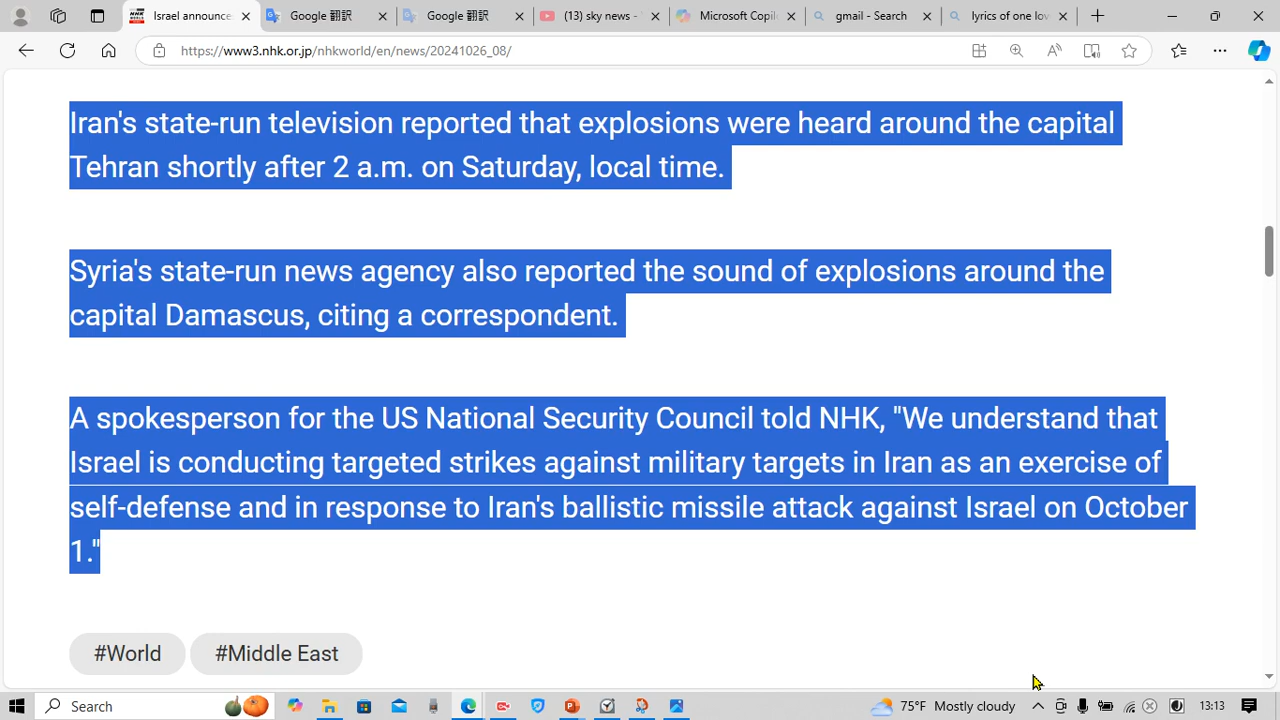 Israel announce
Google 翻訳
Google 翻訳
(13) sky news -
Microsoft Copil
gmail - Search
lyrics of one lov
https://www3.nhk.or.jp/nhkworld/en/news/20241026_08/
Iran's state-run television reported that explosions were heard around the capital
Tehran shortly after 2 a.m. on Saturday, local time.
Syria's state-run news agency also reported the sound of explosions around the
capital Damascus, citing a correspondent.
A spokesperson for the US National Security Council told NHK, "We understand that
Israel is conducting targeted strikes against military targets in Iran as an exercise of
self-defense and in response to Iran's ballistic missile attack against Israel on October
1."
#World #Middle East
Search
75°F Mostly cloudy
13:13